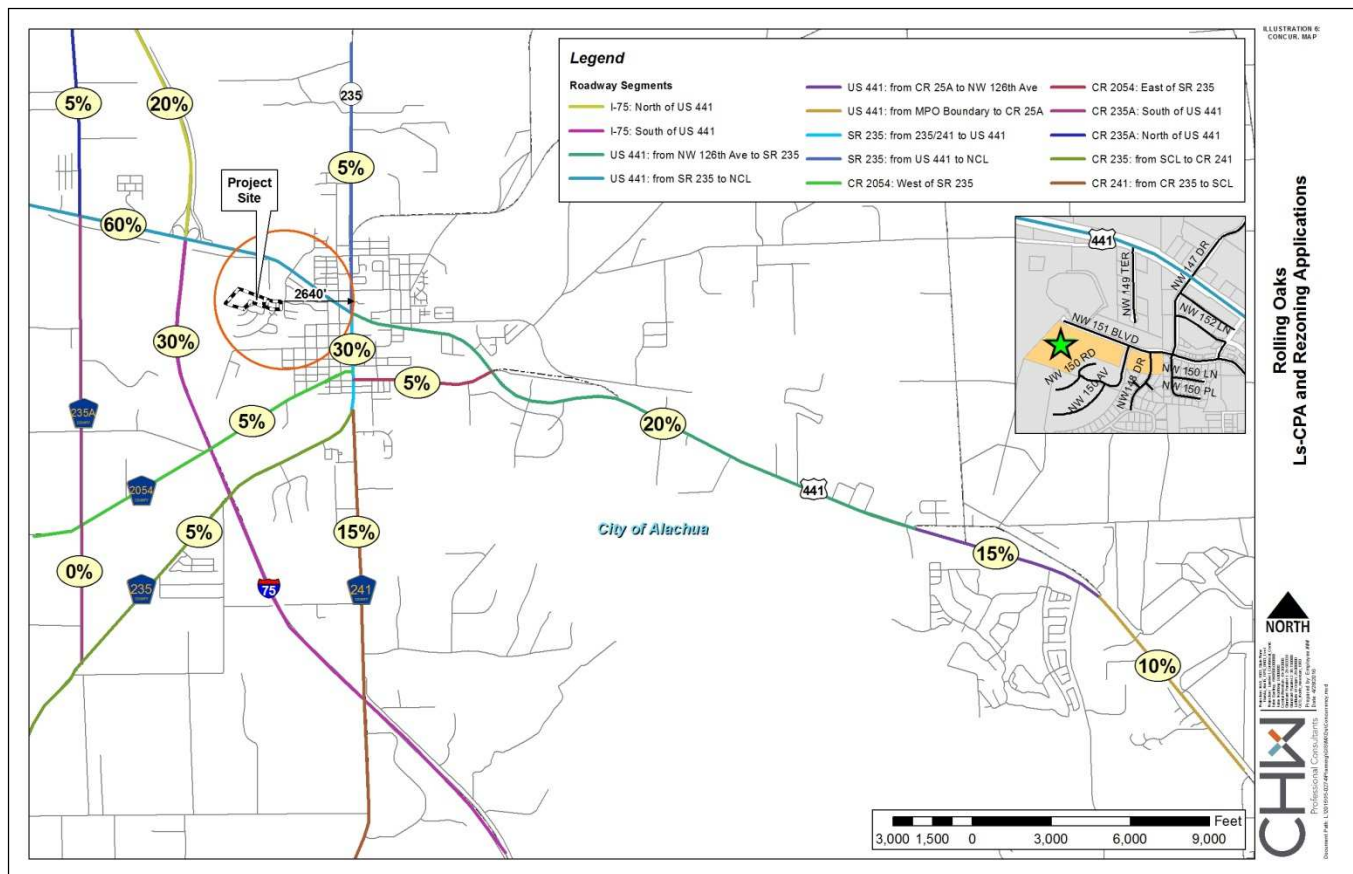 ILLUSTRATION 6:
CONCUR. MAP
Legend
Roadway Segments
I-75: North of US 441
I-75: South of US 441
US 441: from NW 126th Ave to SR 235
US 441: from SR 235 to NCL
US 441: from CR 25A to NW 126th Ave
US 441: from MPO Boundary to CR 25A
SR 235: from 235/241 to US 441
SR 235: from US 441 to NCL
CR 2054: West of SR 235
CR 2054: East of SR 235
CR 235A: South of US 441
CR 235A: North of US 441
CR 235: from SCL to CR 241
CR 241: from CR 235 to SCL
5%
20%
235
5%
Project
Site
60%
2640'
30%
30%
5%
235A
5%
20%
2054
441
5%
15%
City of Alachua
15%
0%
235
75
241
10%
441
NW 149 TER
NW 147 DR
NW 152 LN
NW 151 BLVD
NW 150 RD
NW 150 AV
NW 148 DR
NW 150 LN
NW 150 PL
Feet
3,000 1,500 0 3,000 6,000 9,000
Rolling Oaks
Ls-CPA and Rezoning Applications
NORTH
CHW
Professional Consultants